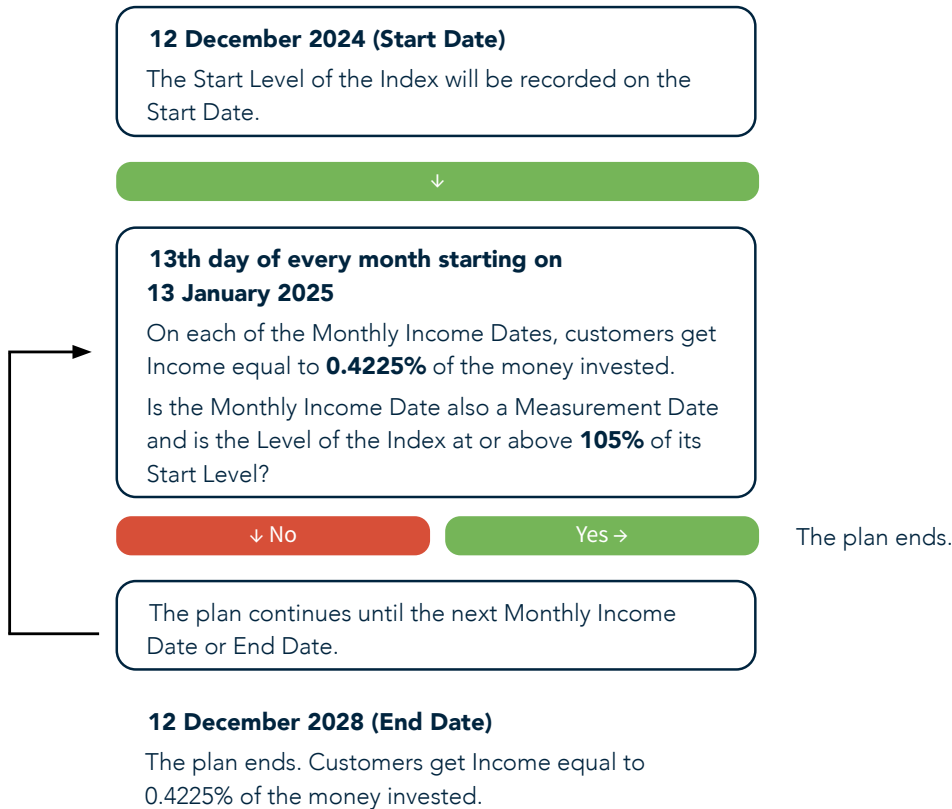 12 December 2024 (Start Date)
The Start Level of the Index will be recorded on the
Start Date.
↓
13th day of every month starting on
13 January 2025
On each of the Monthly Income Dates, customers get
Income equal to 0.4225% of the money invested.
Is the Monthly Income Date also a Measurement Date
and is the Level of the Index at or above 105% of its
Start Level?
↓ No
Yes →
The plan ends.
The plan continues until the next Monthly Income
Date or End Date.
12 December 2028 (End Date)
The plan ends. Customers get Income equal to
0.4225% of the money invested.